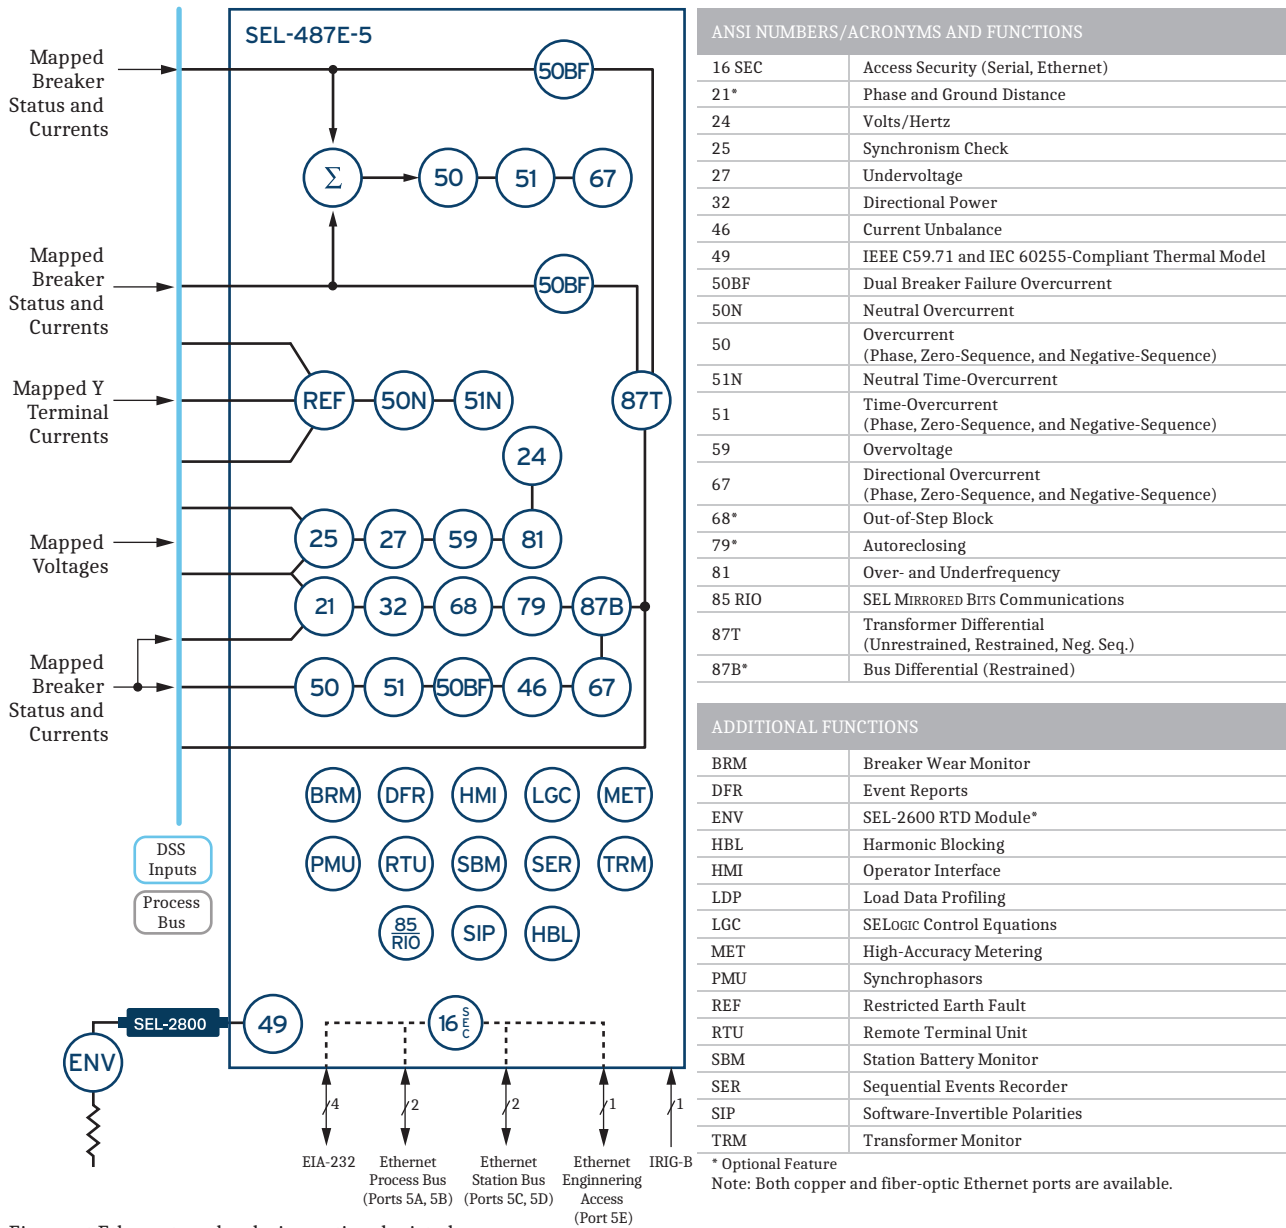 SEL-487E-5
Mapped
Breaker
Status and
Currents
50BF
Σ
50
51
67
Mapped
Breaker
Status and
Currents
50BF
Mapped Y
Terminal
Currents
REF
50N
51N
87T
24
Mapped
Voltages
25
27
59
81
21
32
68
79
87B
Mapped
Breaker
Status and
Currents
50
51
50BF
46
67
BRM
DFR
HMI
LGC
MET
PMU
RTU
SBM
SER
TRM
85
RIO
SIP
HBL
DSS
Inputs
Process
Bus
SEL-2800
49
16 SEC
ENV
4
2
2
1
1
EIA-232
Ethernet
Process Bus
(Ports 5A, 5B)
Ethernet
Station Bus
(Ports 5C, 5D)
Ethernet
Enginnering
Access
(Port 5E)
IRIG-B
ANSI NUMBERS/ACRONYMS AND FUNCTIONS
16 SEC Access Security (Serial, Ethernet)
21* Phase and Ground Distance
24 Volts/Hertz
25 Synchronism Check
27 Undervoltage
32 Directional Power
46 Current Unbalance
49 IEEE C59.71 and IEC 60255-Compliant Thermal Model
50BF Dual Breaker Failure Overcurrent
50N Neutral Overcurrent
50 Overcurrent
(Phase, Zero-Sequence, and Negative-Sequence)
51N Neutral Time-Overcurrent
51 Time-Overcurrent
(Phase, Zero-Sequence, and Negative-Sequence)
59 Overvoltage
67 Directional Overcurrent
(Phase, Zero-Sequence, and Negative-Sequence)
68* Out-of-Step Block
79* Autoreclosing
81 Over- and Underfrequency
85 RIO SEL MIRRORED BITS Communications
87T Transformer Differential
(Unrestrained, Restrained, Neg. Seq.)
87B* Bus Differential (Restrained)
ADDITIONAL FUNCTIONS
BRM Breaker Wear Monitor
DFR Event Reports
ENV SEL-2600 RTD Module*
HBL Harmonic Blocking
HMI Operator Interface
LDP Load Data Profiling
LGC SELOGIC Control Equations
MET High-Accuracy Metering
PMU Synchrophasors
REF Restricted Earth Fault
RTU Remote Terminal Unit
SBM Station Battery Monitor
SER Sequential Events Recorder
SIP Software-Invertible Polarities
TRM Transformer Monitor
* Optional Feature
Note: Both copper and fiber-optic Ethernet ports are available.